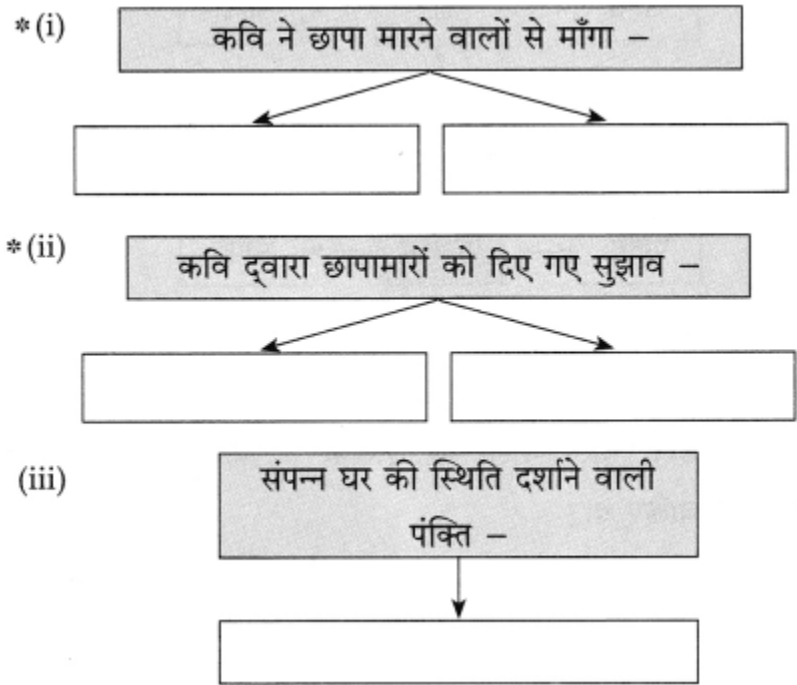 *(i)
कवि ने छापा मारने वालों से माँगा –
*(ii)
कवि द्‌वारा छापामारों को दिए गए सुझाव –
(iii)
संपन्न घर की स्थिति दर्शाने वाली
पंक्ति –